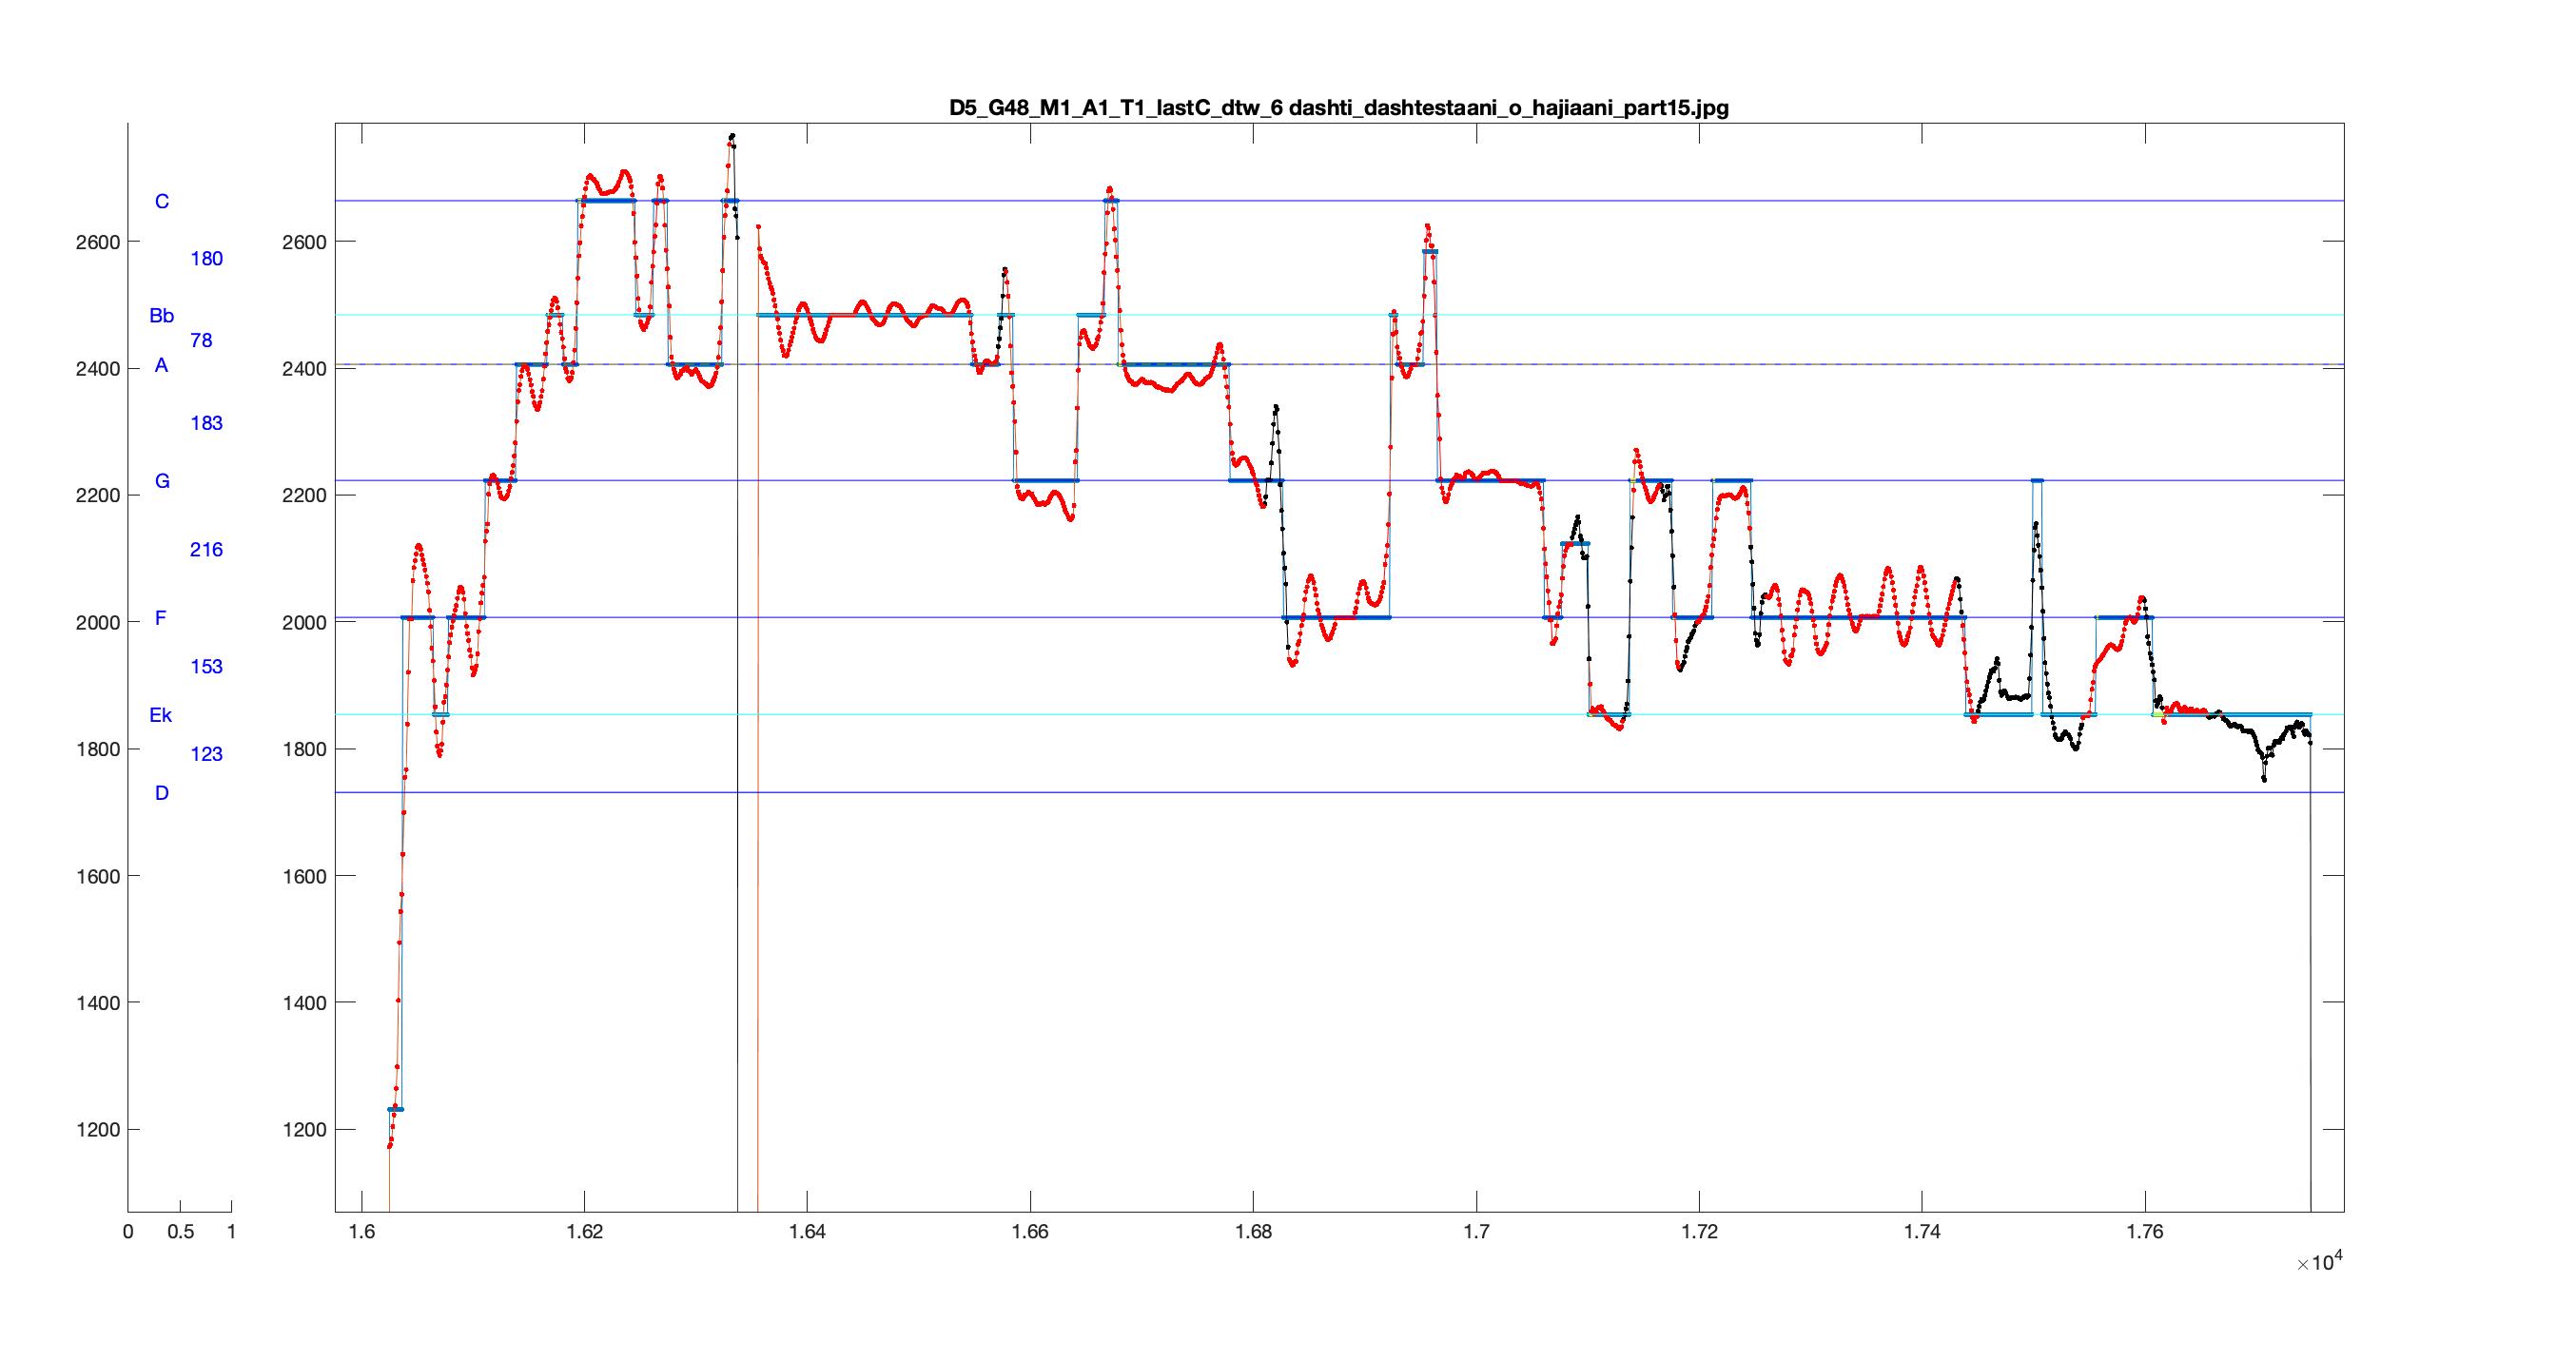 D5_G48_M1_A1_T1_lastC_dtw_6 dashti_dashtestaani_o_hajiaani_part15.jpg
C
2600 180 2600
Bb
78
2400 A 2400
183
2200 G 2200
216
2000 F 2000
153
Ek
1800 123 1800
D
1600 1600
1400 1400
1200 1200
0 0.5 1 1.6 1.62 1.64 1.66 1.68 1.7 1.72 1.74 1.76
×10⁴